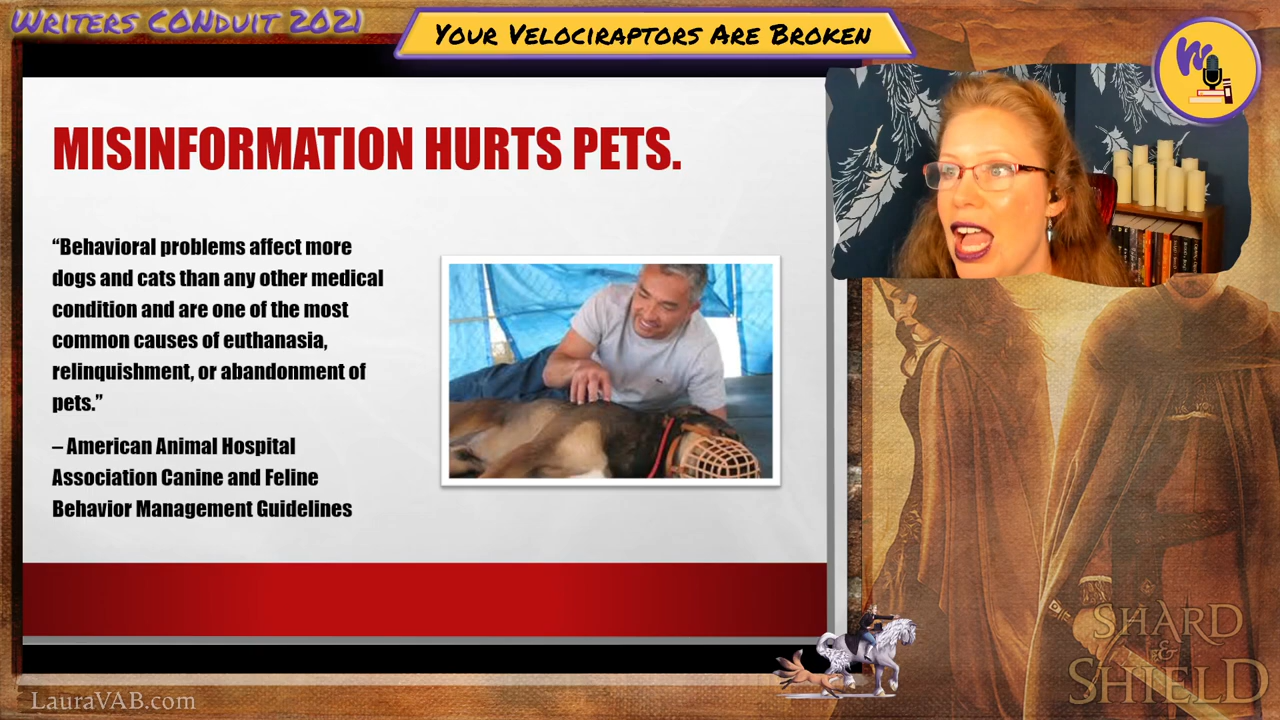 Writers CONduit 2021
Your Velociraptors Are Broken
W
MISINFORMATION HURTS PETS.
“Behavioral problems affect more
dogs and cats than any other medical
condition and are one of the most
common causes of euthanasia,
relinquishment, or abandonment of
pets.”
– American Animal Hospital
Association Canine and Feline
Behavior Management Guidelines
SHARD
&
SHIELD
LauraVAB.com